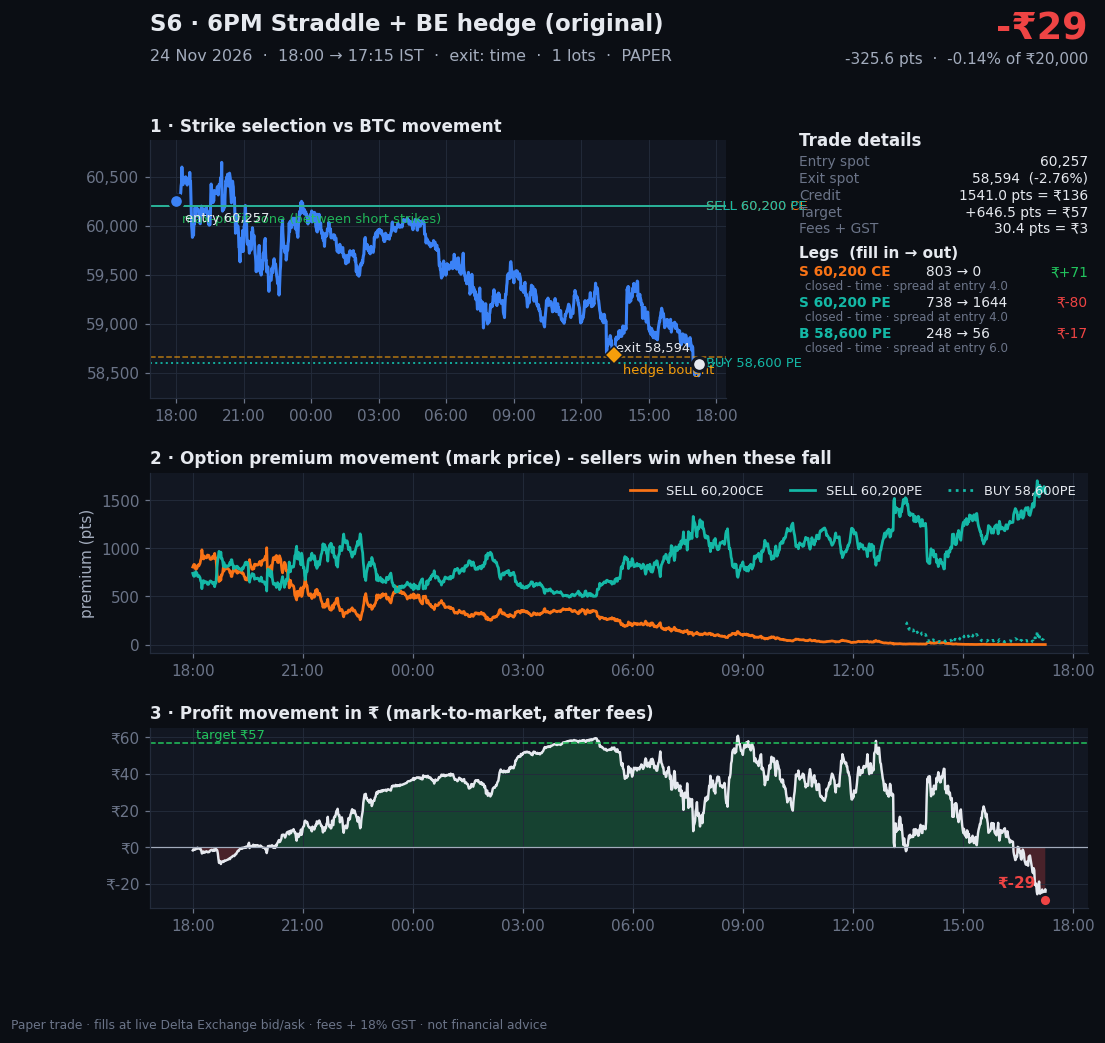 S6 · 6PM Straddle + BE hedge (original)
-₹29
24 Nov 2026 · 18:00 → 17:15 IST · exit: time · 1 lots · PAPER
-325.6 pts · -0.14% of ₹20,000
1 · Strike selection vs BTC movement
60,500
60,000
59,500
59,000
58,500
entry 60,257
zone (between short strikes)
SELL 60,200
exit 58,594
hedge bought
BUY 58,600 PE
18:00 21:00 00:00 03:00 06:00 09:00 12:00 15:00 18:00
Trade details
Entry spot 60,257
Exit spot 58,594 (-2.76%)
Credit 1541.0 pts = ₹136
Target +646.5 pts = ₹57
Fees + GST 30.4 pts = ₹3
Legs (fill in → out)
S 60,200 CE 803 → 0 ₹+71
closed - time · spread at entry 4.0
S 60,200 PE 738 → 1644 ₹-80
closed - time · spread at entry 4.0
B 58,600 PE 248 → 56 ₹-17
closed - time · spread at entry 6.0
2 · Option premium movement (mark price) - sellers win when these fall
SELL 60,200CE SELL 60,200PE BUY 58,600PE
premium (pts)
1500
1000
500
0
18:00 21:00 00:00 03:00 06:00 09:00 12:00 15:00 18:00
3 · Profit movement in ₹ (mark-to-market, after fees)
target ₹57
₹60
₹40
₹20
₹0
₹-20
₹-29
18:00 21:00 00:00 03:00 06:00 09:00 12:00 15:00 18:00
Paper trade · fills at live Delta Exchange bid/ask · fees + 18% GST · not financial advice